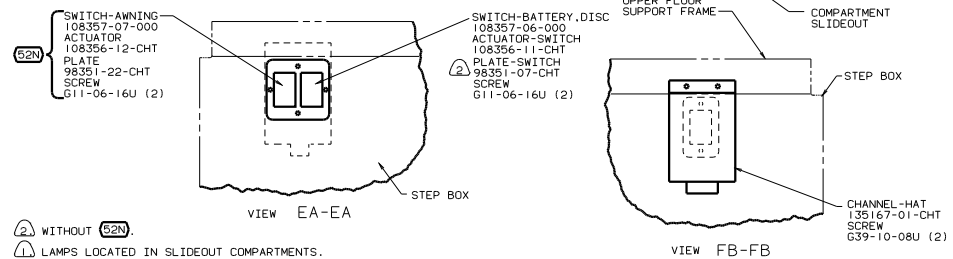 SWITCH-AWNING
108357-07-000
ACTUATOR
108356-12-CHT
PLATE
98351-22-CHT
SCREW
G11-06-16U (2)
52N
SWITCH-BATTERY,DISC
108357-06-000
ACTUATOR-SWITCH
108356-11-CHT
2 PLATE-SWITCH
98351-07-CHT
SCREW
G11-06-16U (2)
STEP BOX
VIEW EA-EA
UPPER FLOOR
SUPPORT FRAME
COMPARTMENT
SLIDEOUT
STEP BOX
CHANNEL-HAT
135167-01-CHT
SCREW
G39-10-08U (2)
VIEW FB-FB
2. WITHOUT 52N.
1. LAMPS LOCATED IN SLIDEOUT COMPARTMENTS.